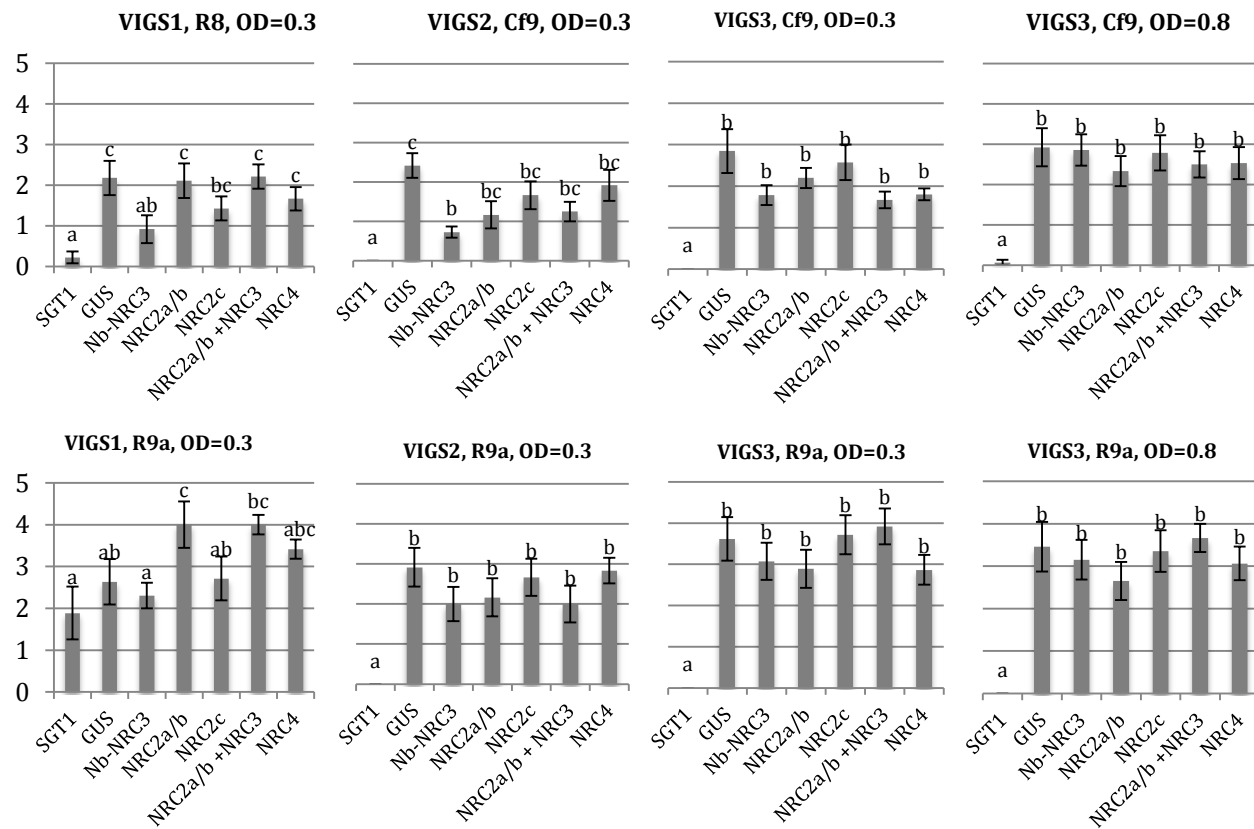 VIGS1, R8, OD=0.3
5
4
3
2
1
0
a
c
ab
c
bc
c
c
SGT1
GUS
Nb-NRC3
NRC2a/b
NRC2c
NRC2a/b +NRC3
NRC4
VIGS2, Cf9, OD=0.3
a
c
b
bc
bc
bc
bc
SGT1
GUS
Nb-NRC3
NRC2a/b
NRC2c
NRC2a/b + NRC3
NRC4
VIGS3, Cf9, OD=0.3
a
b
b
b
b
b
b
SGT1
GUS
Nb-NRC3
NRC2a/b
NRC2c
NRC2a/b +NRC3
NRC4
VIGS3, Cf9, OD=0.8
a
b
b
b
b
b
b
SGT1
GUS
Nb-NRC3
NRC2a/b
NRC2c
NRC2a/b +NRC3
NRC4
VIGS1, R9a, OD=0.3
5
4
3
2
1
0
a
ab
a
c
ab
bc
abc
SGT1
GUS
Nb-NRC3
NRC2a/b
NRC2c
NRC2a/b +NRC3
NRC4
VIGS2, R9a, OD=0.3
a
b
b
b
b
b
b
SGT1
GUS
Nb-NRC3
NRC2a/b
NRC2c
NRC2a/b + NRC3
NRC4
VIGS3, R9a, OD=0.3
a
b
b
b
b
b
b
SGT1
GUS
Nb-NRC3
NRC2a/b
NRC2c
NRC2a/b +NRC3
NRC4
VIGS3, R9a, OD=0.8
a
b
b
b
b
b
b
SGT1
GUS
Nb-NRC3
NRC2a/b
NRC2c
NRC2a/b +NRC3
NRC4